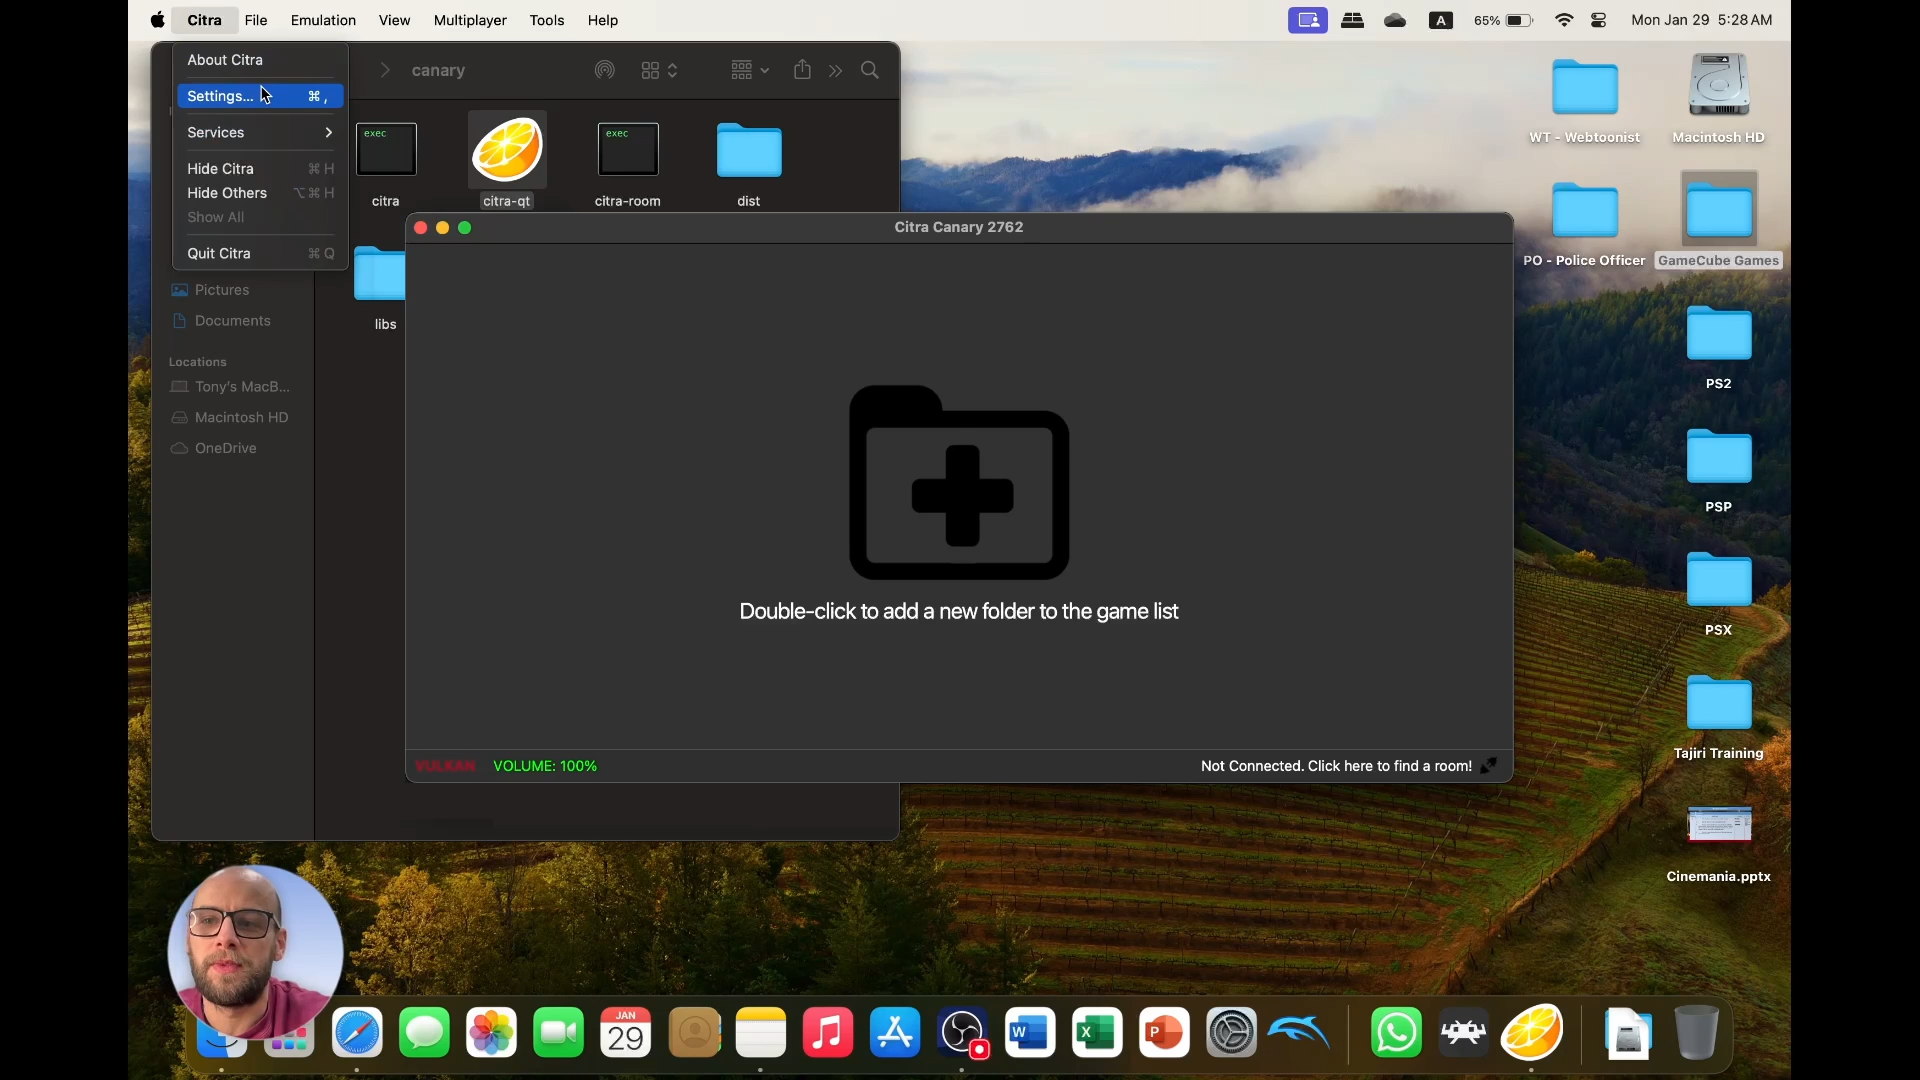 Citra File Emulation View Multiplayer Tools Help
A 65% Mon Jan 29 5:28 AM
About Citra
Settings... ⌘ ,
Services
Hide Citra ⌘ H
Hide Others ⌥ ⌘ H
Show All
Quit Citra ⌘ Q
canary
exec
exec
citra
citra-qt
citra-room
dist
libs
Pictures
Documents
Locations
Tony's MacB...
Macintosh HD
OneDrive
Citra Canary 2762
Double-click to add a new folder to the game list
VULKAN VOLUME: 100%
Not Connected. Click here to find a room!
WT - Webtoonist
Macintosh HD
PO - Police Officer
GameCube Games
PS2
PSP
PSX
Tajiri Training
Cinemania.pptx
JAN
29
W
X
P